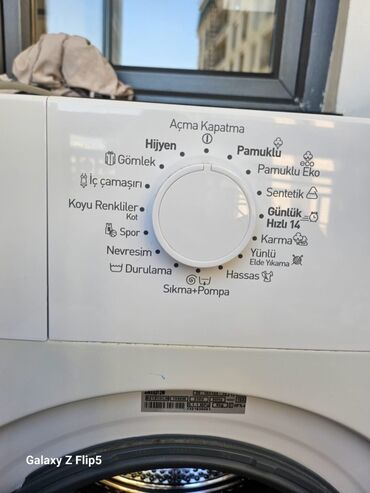 Açma Kapatma
Hijyen
Pamuklu
Gömlek
Pamuklu Eko
ECO
İç çamaşırı
Sentetik
Koyu Renkliler
Kot
Günlük
Hızlı 14
Spor
Karma
Nevresim
Yünlü
Elde Yıkama
Durulama
Hassas
Sıkma+Pompa
Galaxy Z Flip5